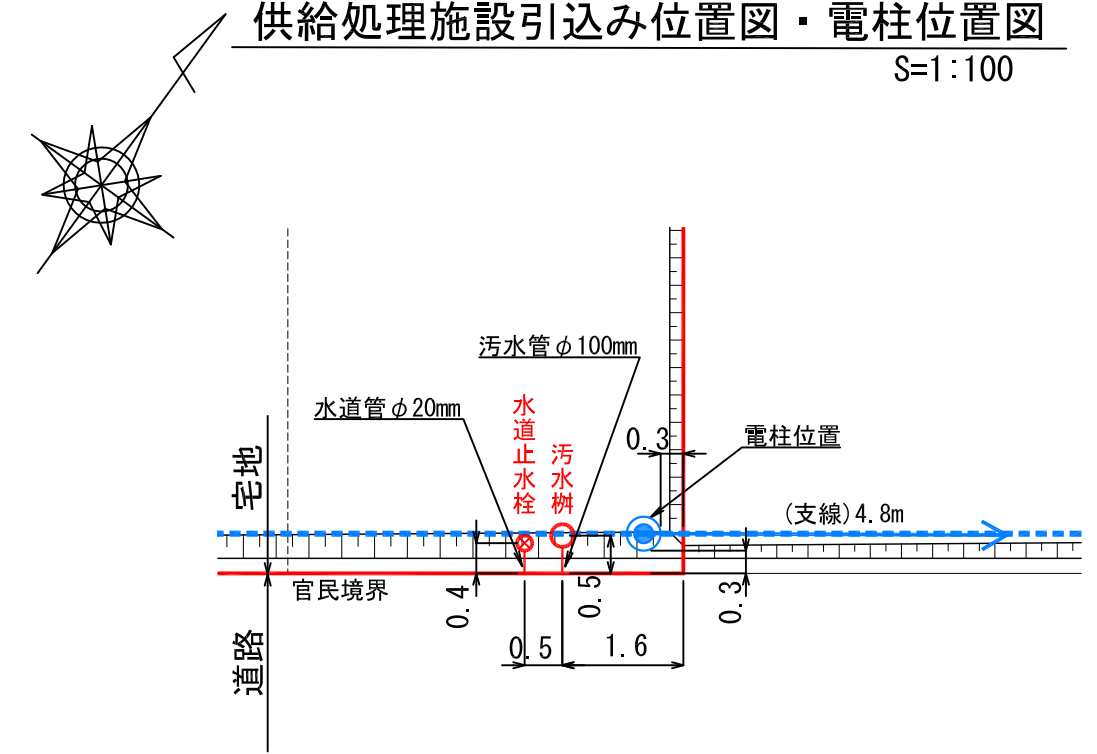 供給処理施設引込み位置図・電柱位置図
S=1:100
汚水管φ100mm
水道管φ20mm
水道止水栓
汚水桝
0.3
電柱位置
(支線)4.8m
宅地
官民境界
0.4
0.5
0.3
0.5
1.6
道路